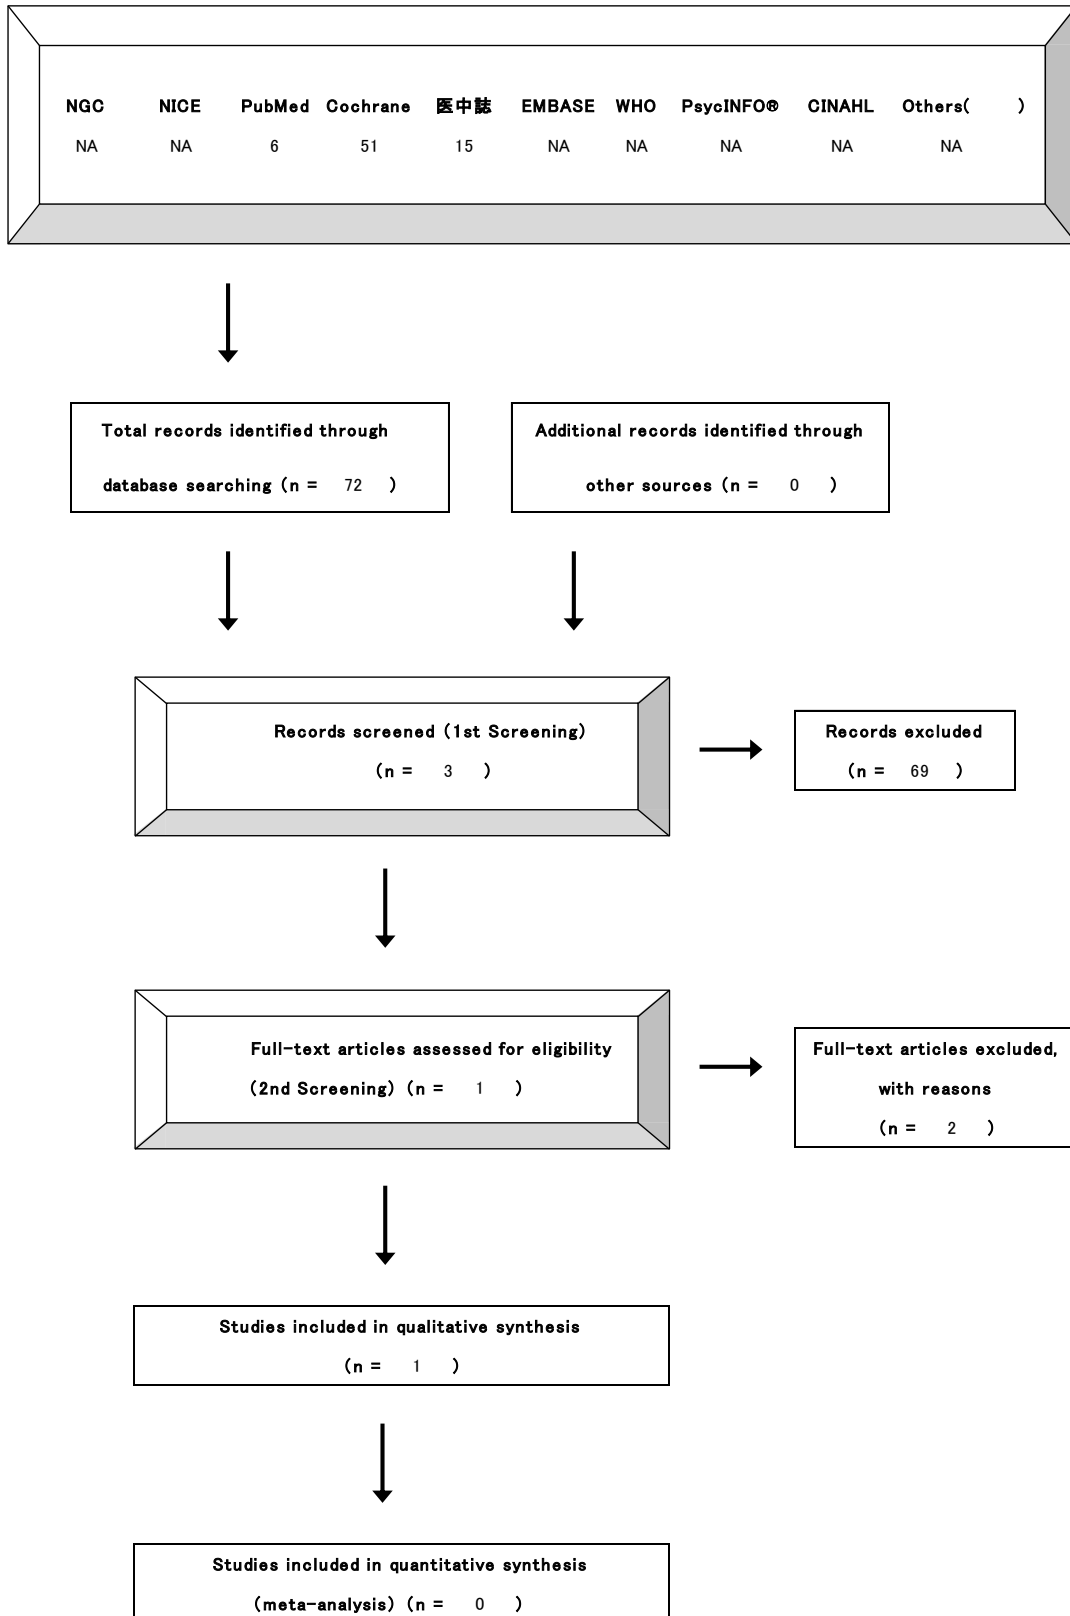 NGC NICE PubMed Cochrane 医中誌 EMBASE WHO PsycINFO® CINAHL Others( )
NA NA 6 51 15 NA NA NA NA NA
Total records identified through
database searching (n = 72 )
Additional records identified through
other sources (n = 0 )
Records screened (1st Screening)
(n = 3 )
Records excluded
(n = 69 )
Full-text articles assessed for eligibility
(2nd Screening) (n = 1 )
Full-text articles excluded,
with reasons
(n = 2 )
Studies included in qualitative synthesis
(n = 1 )
Studies included in quantitative synthesis
(meta-analysis) (n = 0 )